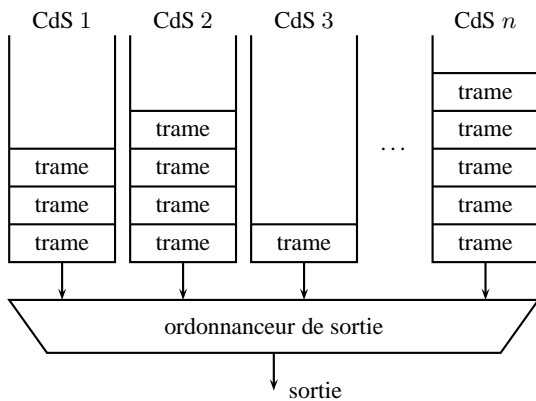 CdS 1 CdS 2 CdS 3 CdS n
trame
trame trame
trame trame trame
...
trame trame trame
trame trame trame trame
ordonnanceur de sortie
sortie